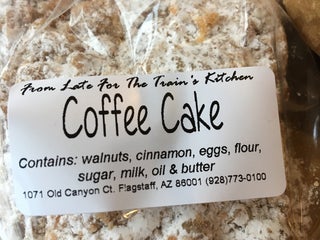 From Late For The Train's Kitchen
Coffee Cake
Contains: walnuts, cinnamon, eggs, flour,
sugar, milk, oil & butter
1071 Old Canyon Ct. Flagstaff, AZ 86001 (928)773-0100